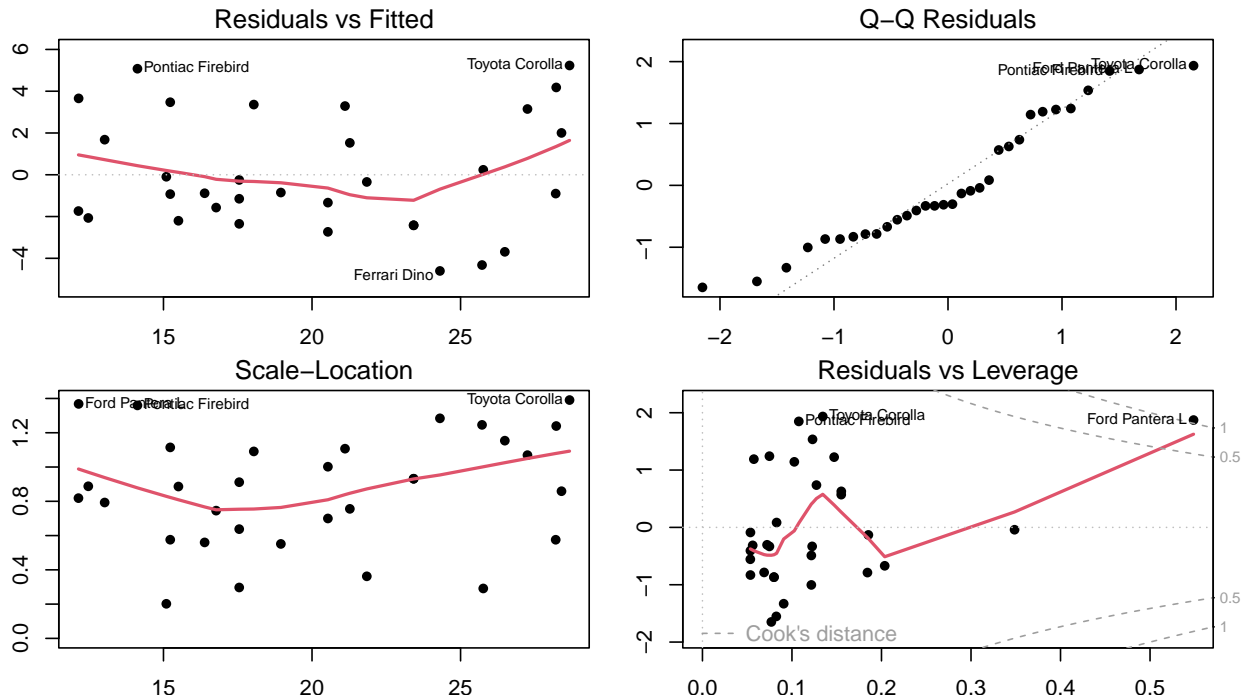 Residuals vs Fitted
6
4
2
0
−4
Pontiac Firebird
Toyota Corolla
Ferrari Dino
15
20
25
Q−Q Residuals
2
1
0
−1
Pontiac Firebird
Ford Pantera L
Toyota Corolla
−2
−1
0
1
2
Scale−Location
1.2
0.8
0.4
0.0
Ford Pantera L
Pontiac Firebird
Toyota Corolla
15
20
25
Residuals vs Leverage
2
1
0
−1
−2
Toyota Corolla
Pontiac Firebird
Ford Pantera L
1
0.5
0.5
1
Cook's distance
0.0
0.1
0.2
0.3
0.4
0.5